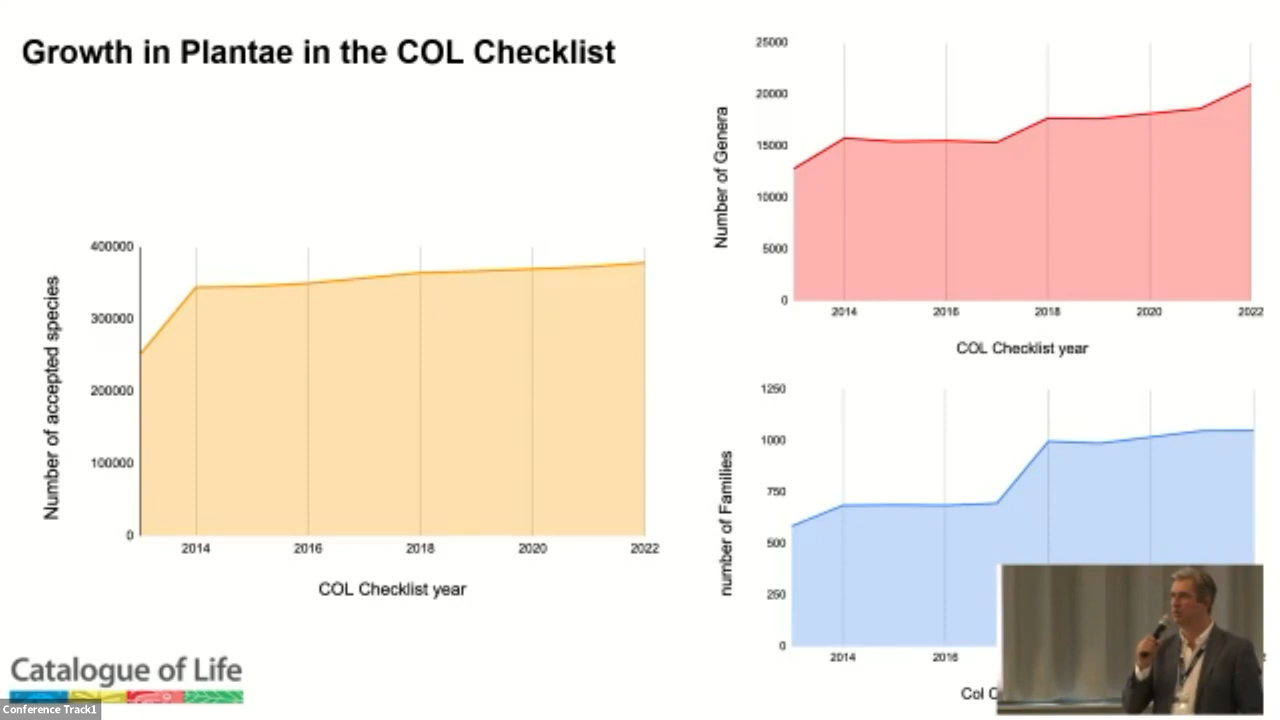 Growth in Plantae in the COL Checklist
Number of accepted species
400000
300000
200000
100000
0
2014 2016 2018 2020 2022
COL Checklist year
Number of Genera
25000
20000
15000
10000
5000
0
2014 2016 2018 2020 2022
COL Checklist year
number of Families
1250
1000
750
500
250
0
2014 2016
Col C
Catalogue of Life
Conference Track1